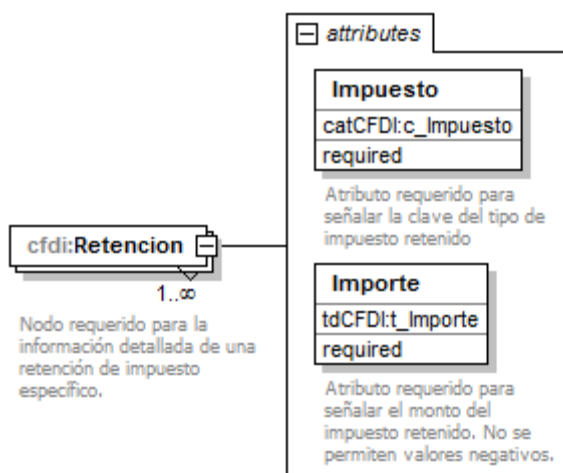 attributes
Impuesto
catCFDI:c_Impuesto
required
Atributo requerido para
señalar la clave del tipo de
impuesto retenido
cfdi:Retencion
1..∞
Nodo requerido para la
información detallada de una
retención de impuesto
específico.
Importe
tdCFDI:t_Importe
required
Atributo requerido para
señalar el monto del
impuesto retenido. No se
permiten valores negativos.